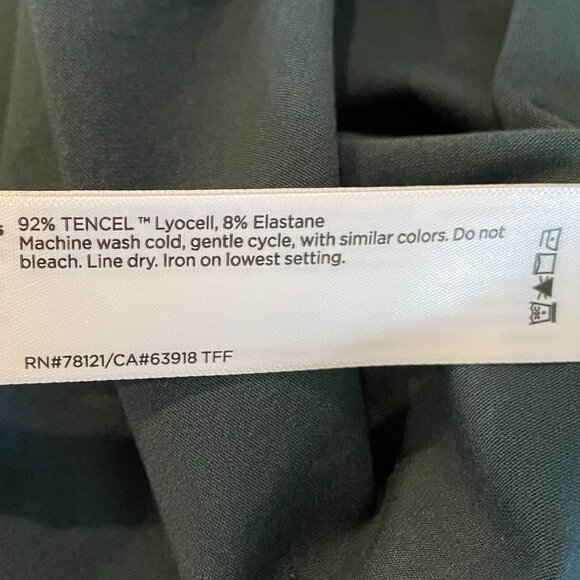 92% TENCEL™ Lyocell, 8% Elastane
Machine wash cold, gentle cycle, with similar colors. Do not
bleach. Line dry. Iron on lowest setting.
RN#78121/CA#63918 TFF